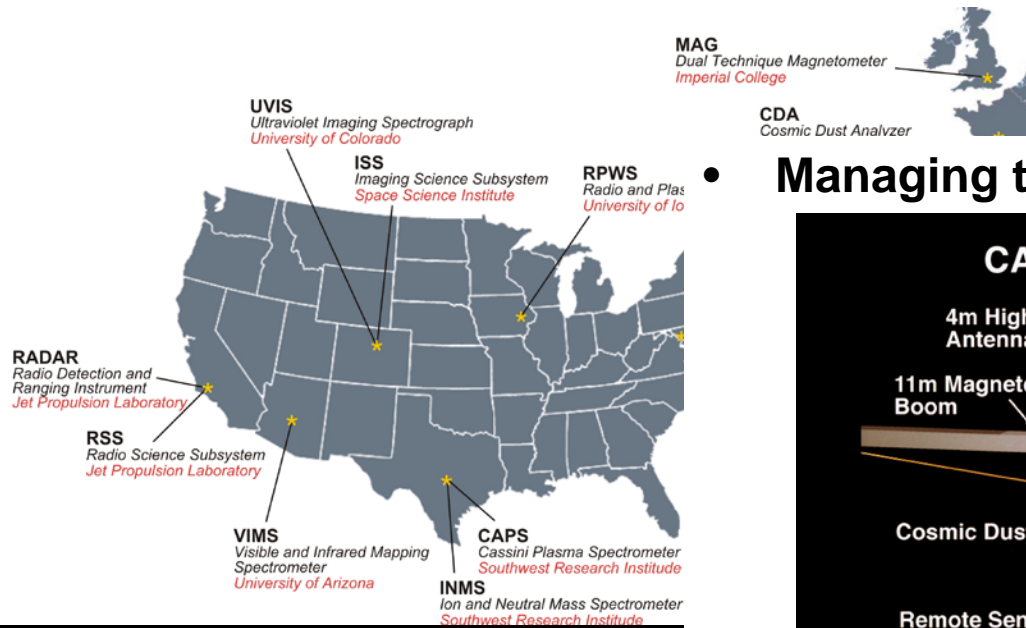 MAG
Dual Technique Magnetometer
Imperial College
CDA
Cosmic Dust Analyzer
UVIS
Ultraviolet Imaging Spectrograph
University of Colorado
ISS
Imaging Science Subsystem
Space Science Institute
RPWS
Radio and Plas
University of Io
RADAR
Radio Detection and
Ranging Instrument
Jet Propulsion Laboratory
RSS
Radio Science Subsystem
Jet Propulsion Laboratory
VIMS
Visible and Infrared Mapping
Spectrometer
University of Arizona
CAPS
Cassini Plasma Spectrometer
Southwest Research Institude
INMS
Ion and Neutral Mass Spectrometer
Southwest Research Institude
• Managing t
CA
4m High
Antenna
11m Magneto
Boom
Cosmic Dus
Remote Sen